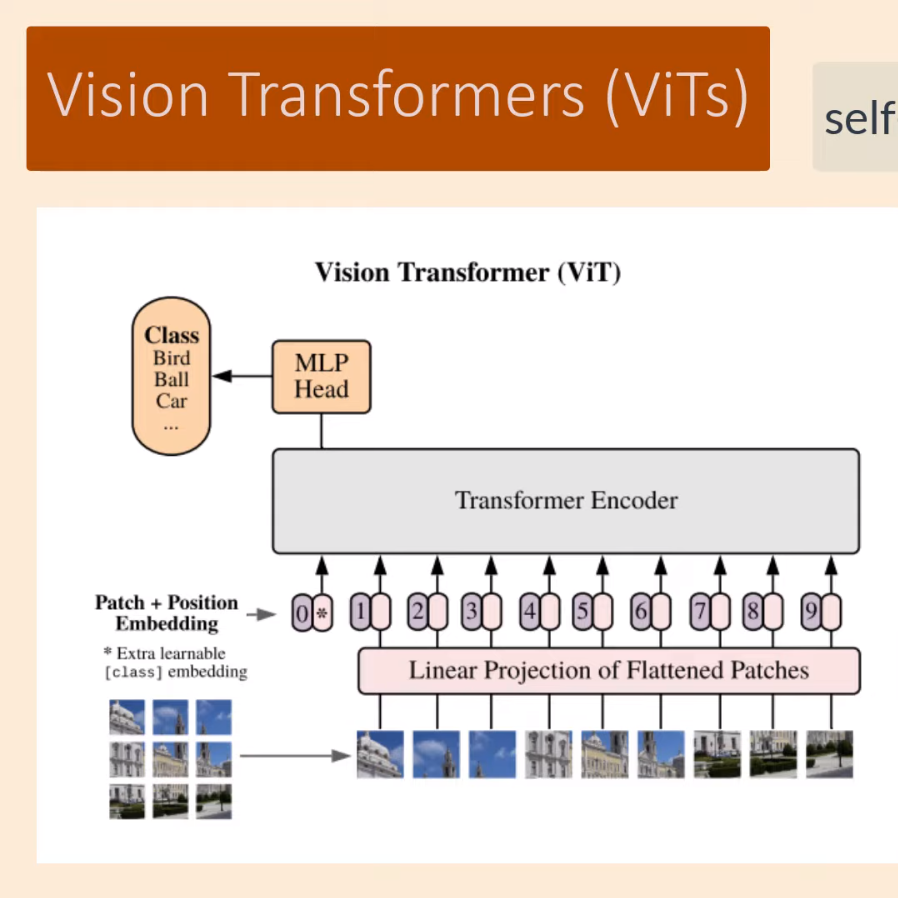 Vision Transformers (ViTs)
self
Vision Transformer (ViT)
Class
Bird
Ball
Car
...
MLP
Head
Transformer Encoder
Patch + Position
Embedding
0 * 1 2 3 4 5 6 7 8 9
* Extra learnable
[class] embedding
Linear Projection of Flattened Patches